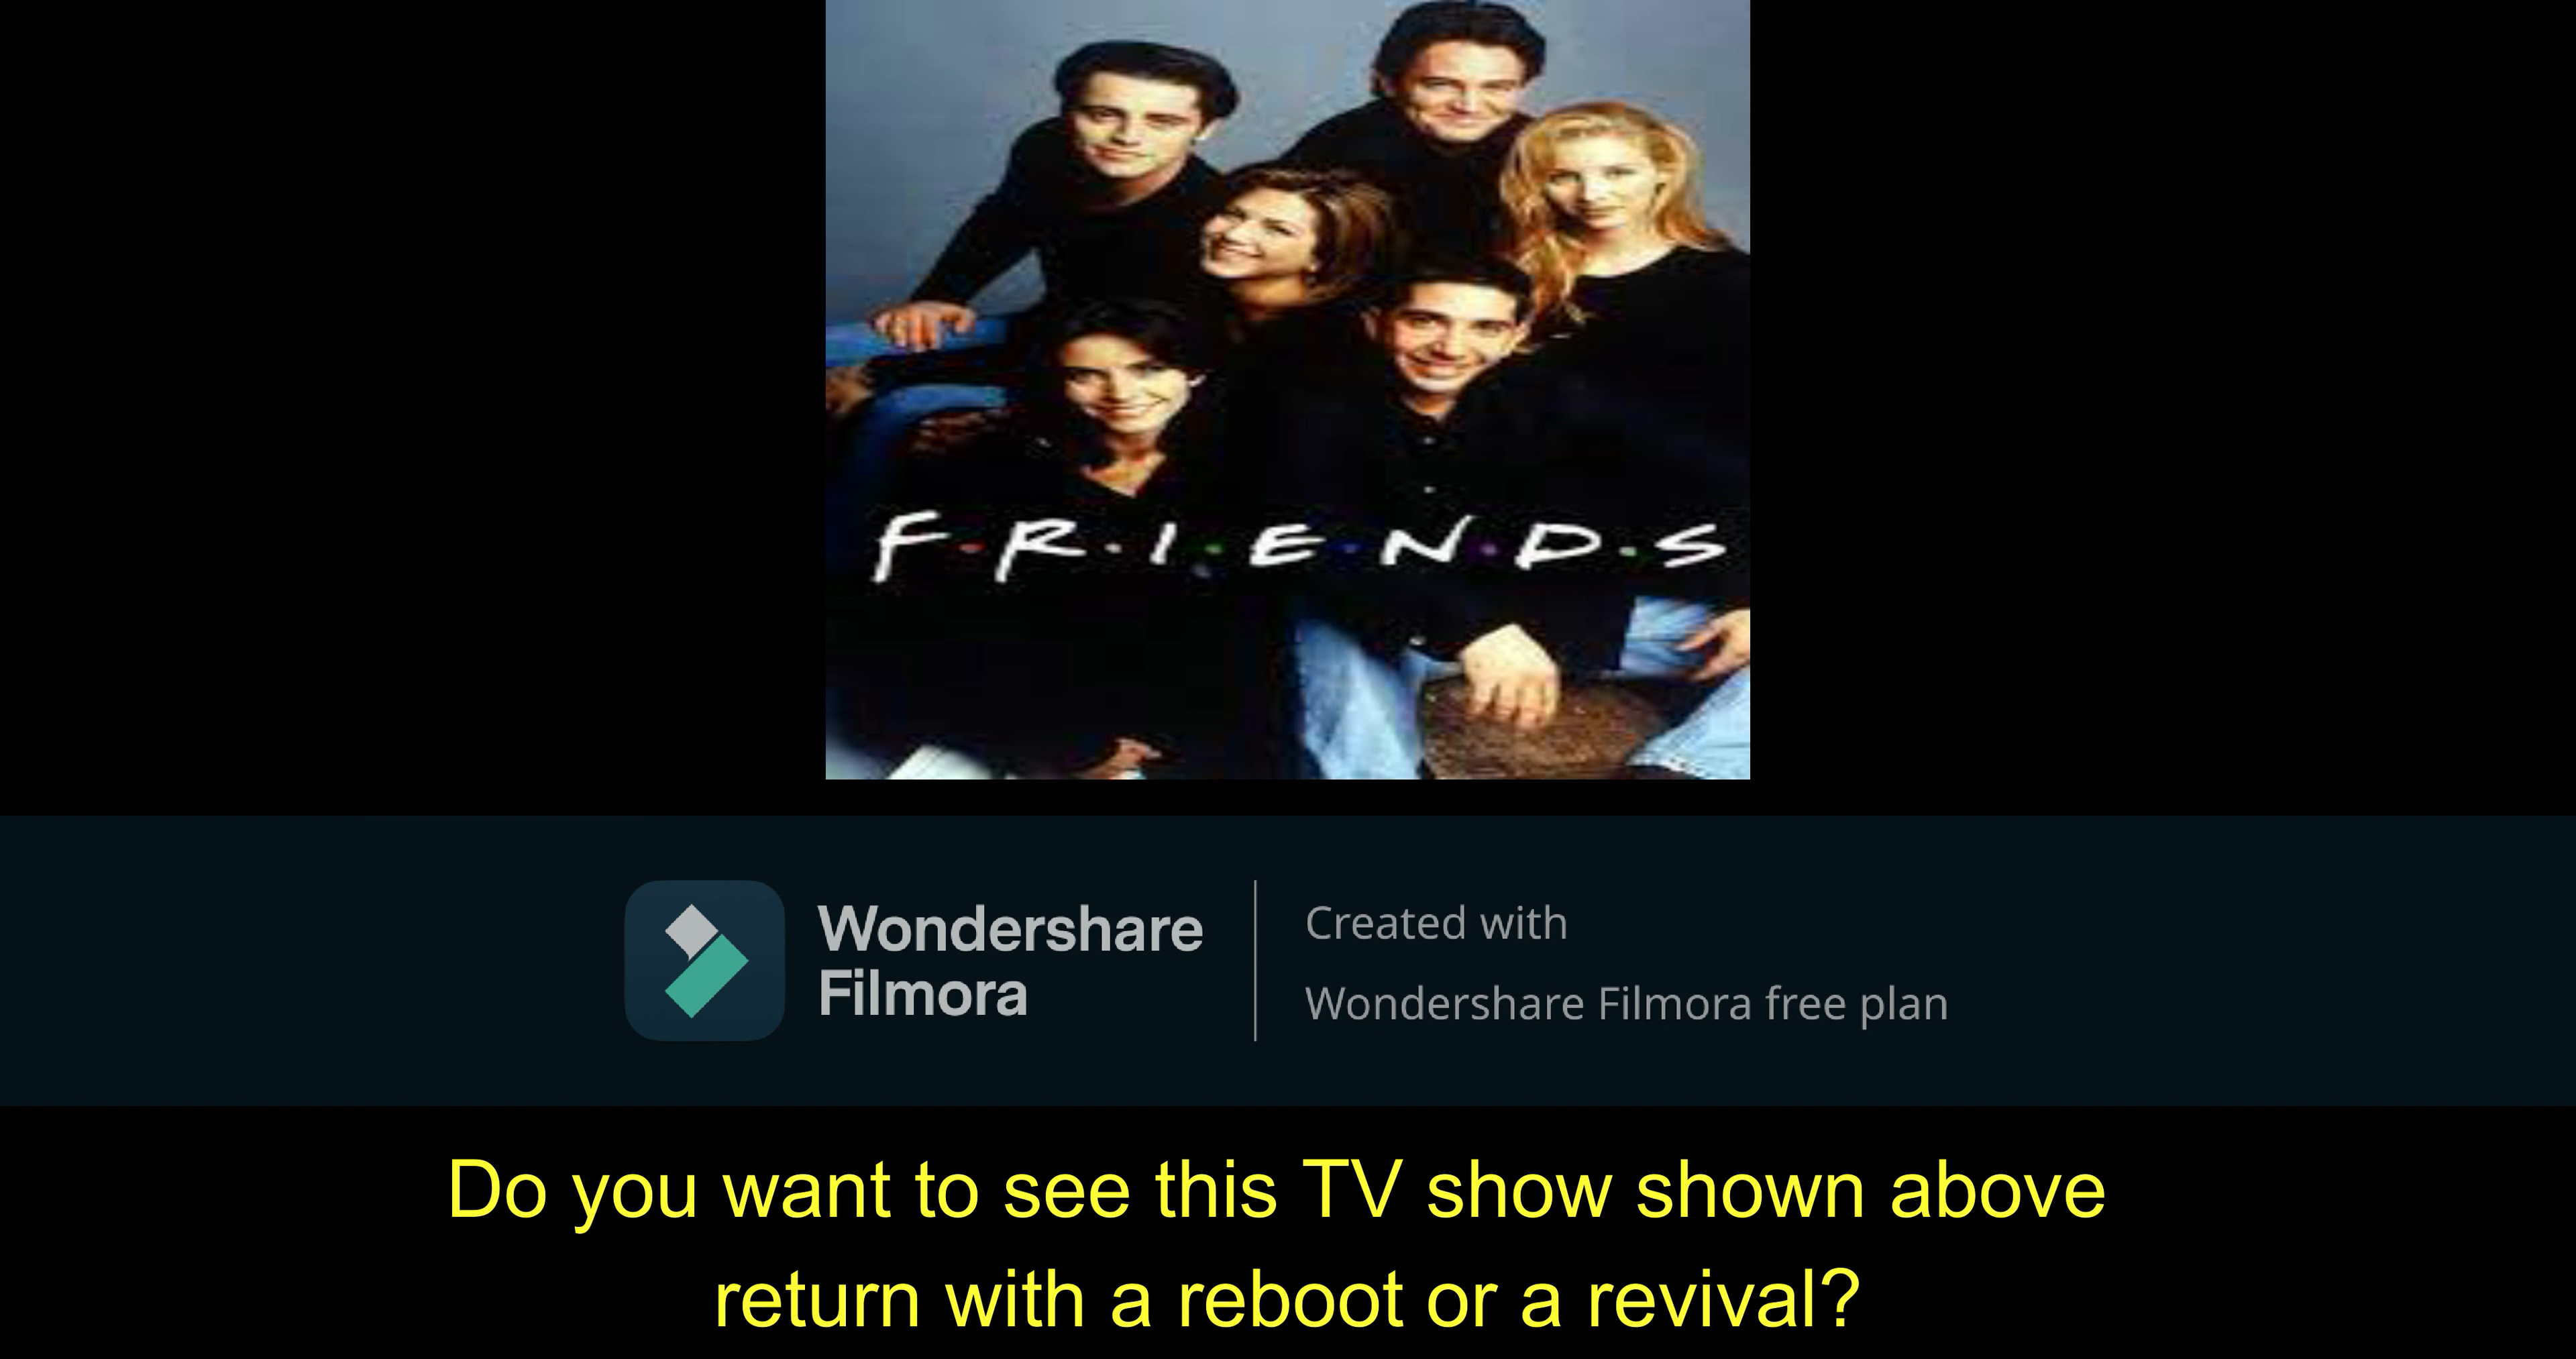 F·R·I·E·N·D·S
Wondershare
Filmora
Created with
Wondershare Filmora free plan
Do you want to see this TV show shown above
return with a reboot or a revival?